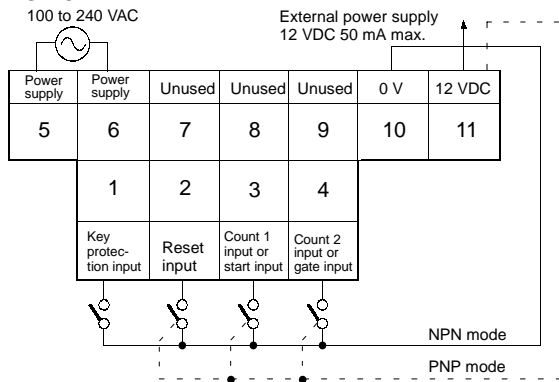 100 to 240 VAC
External power supply
12 VDC 50 mA max.
Power
supply
Power
supply
Unused
Unused
Unused
0 V
12 VDC
5
6
7
8
9
10
11
1
2
3
4
Key
protec-
tion input
Reset
input
Count 1
input or
start input
Count 2
input or
gate input
NPN mode
PNP mode